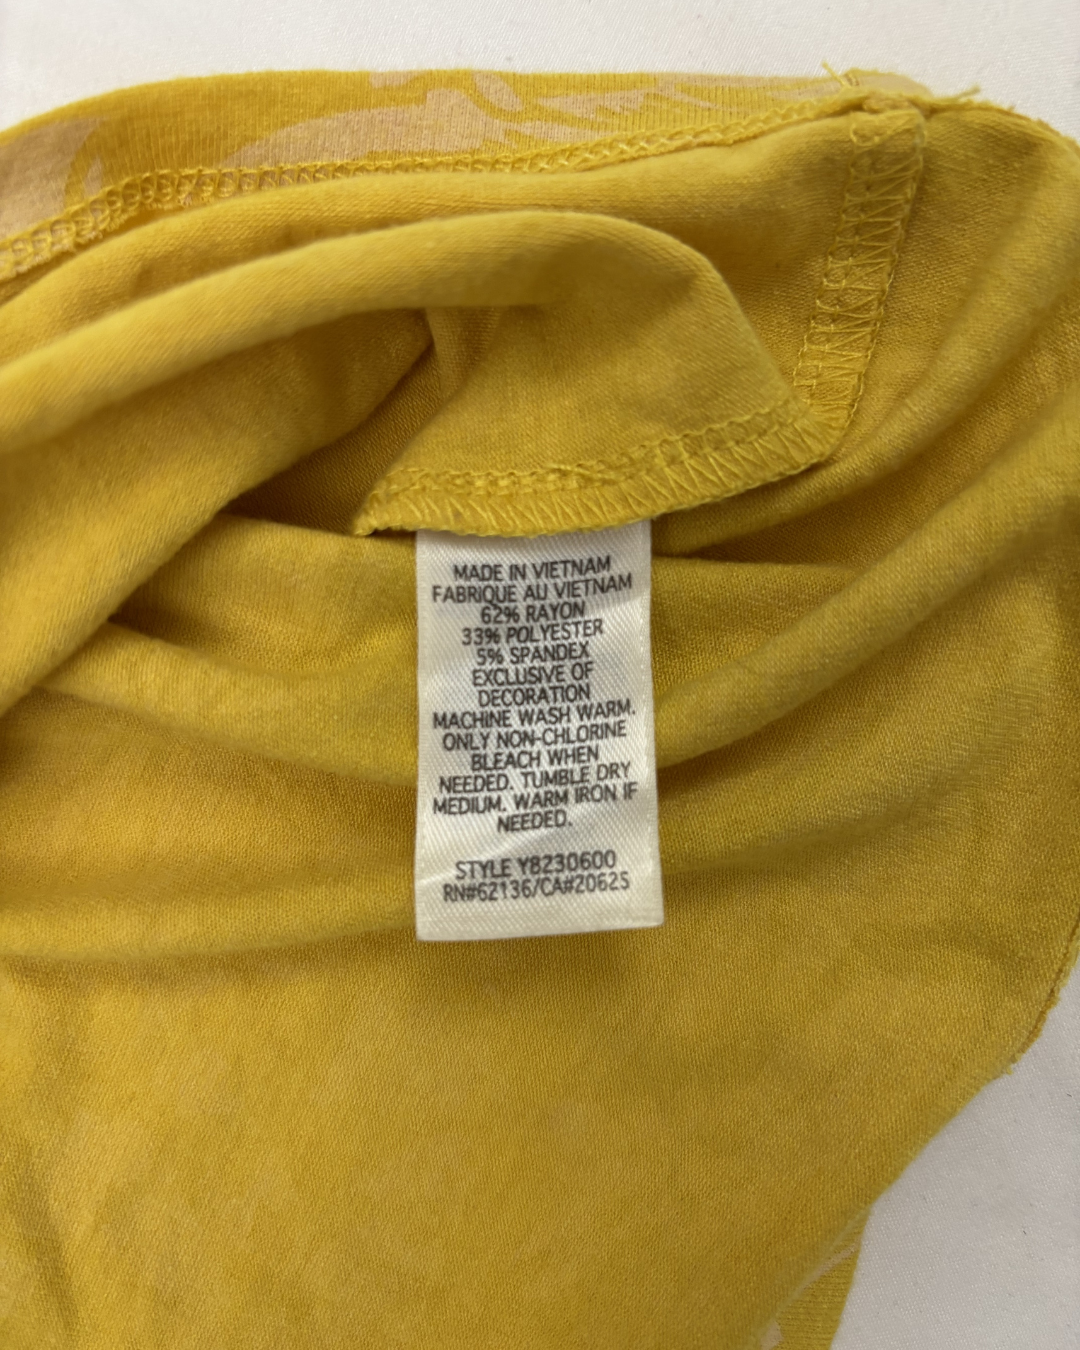 MADE IN VIETNAM
FABRIQUE AU VIETNAM
62% RAYON
33% POLYESTER
5% SPANDEX
EXCLUSIVE OF
DECORATION
MACHINE WASH WARM.
ONLY NON-CHLORINE
BLEACH WHEN
NEEDED. TUMBLE DRY
MEDIUM. WARM IRON IF
NEEDED.
STYLE Y8230600
RN#62136/CA#20625